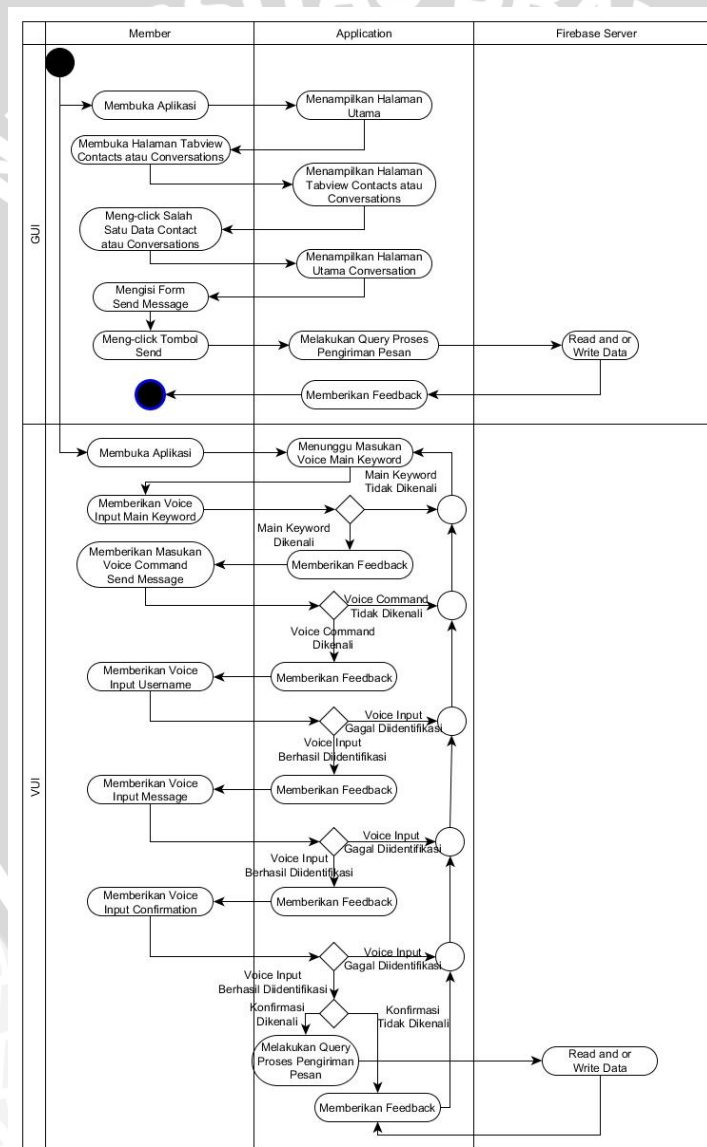 Member
Application
Firebase Server
GUI
Membuka Aplikasi
Menampilkan Halaman
Utama
Membuka Halaman Tabview
Contacts atau Conversations
Menampilkan Halaman
Tabview Contacts atau
Conversations
Meng-click Salah
Satu Data Contact
atau Conversations
Menampilkan Halaman
Utama Conversation
Mengisi Form
Send Message
Meng-click Tombol
Send
Melakukan Query Proses
Pengiriman Pesan
Read and or
Write Data
Memberikan Feedback
VUI
Membuka Aplikasi
Menunggu Masukan
Voice Main Keyword
Main Keyword
Tidak Dikenali
Memberikan Voice
Input Main Keyword
Main Keyword
Dikenali
Memberikan Feedback
Memberikan Masukan
Voice Command
Send Message
Voice Command
Tidak Dikenali
Voice Command
Dikenali
Memberikan Feedback
Memberikan Voice
Input Username
Voice Input
Gagal Diidentifikasi
Voice Input
Berhasil Diidentifikasi
Memberikan Feedback
Memberikan Voice
Input Message
Voice Input
Gagal Diidentifikasi
Voice Input
Berhasil Diidentifikasi
Memberikan Feedback
Memberikan Voice
Input Confirmation
Voice Input
Gagal Diidentifikasi
Voice Input
Berhasil Diidentifikasi
Konfirmasi
Dikenali
Konfirmasi
Tidak Dikenali
Melakukan Query
Proses Pengiriman
Pesan
Read and or
Write Data
Memberikan Feedback